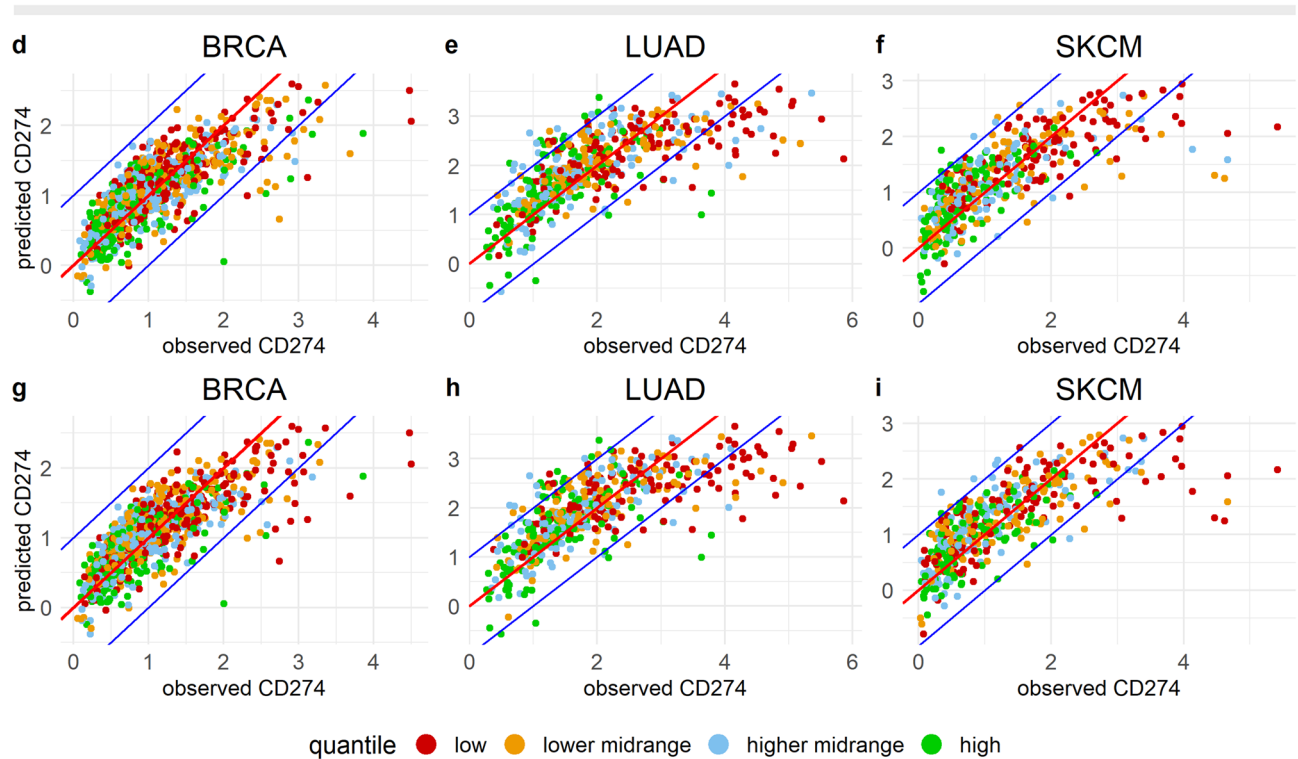 d BRCA e LUAD f SKCM
predicted CD274
2
1
0
3
2
1
0
3
2
1
0
0 1 2 3 4 0 2 4 6 0 2 4
observed CD274 observed CD274 observed CD274
g BRCA h LUAD i SKCM
predicted CD274
2
1
0
3
2
1
0
3
2
1
0
0 1 2 3 4 0 2 4 6 0 2 4
observed CD274 observed CD274 observed CD274
quantile low lower midrange higher midrange high